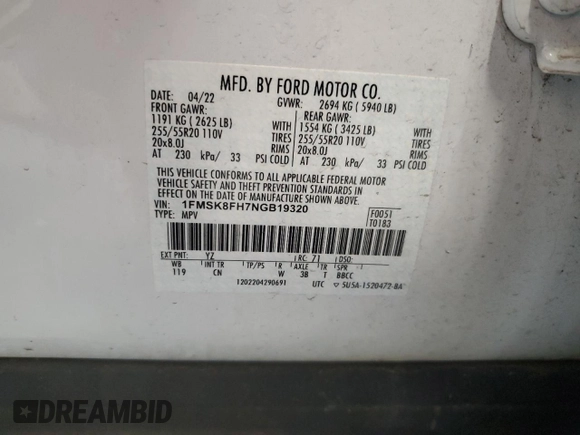 MFD. BY FORD MOTOR CO.
DATE: 04/22 GVWR: 2694 KG ( 5940 LB)
FRONT GAWR: REAR GAWR:
1191 KG ( 2625 LB) WITH 1554 KG ( 3425 LB) WITH
255/55R20 110V TIRES 255/55R20 110V TIRES
20x8.0J RIMS 20x8.0J RIMS
AT 230 kPa/ 33 PSI COLD AT 230 kPa/ 33 PSI COLD
THIS VEHICLE CONFORMS TO ALL APPLICABLE FEDERAL MOTOR
VEHICLE SAFETY AND THEFT PREVENTION STANDARDS IN
EFFECT ON THE DATE OF MANUFACTURE SHOWN ABOVE.
VIN: 1FMSK8FH7NGB19320 F0051
TYPE: MPV T0183
EXT PNT: YZ RC: 71 DSO:
WB INT TR TP/PS R AXLE TR SPR
119 CN W 3B T BBCC
1202204290691 UTC ▽ 5U5A-1520472-BA
DREAMBID